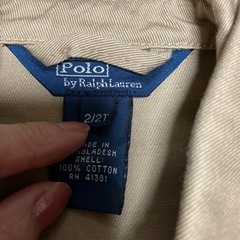 Polo
by Ralph Lauren
2/2T
MADE IN
BANGLADESH
SHELL:
100% COTTON
RN 41381